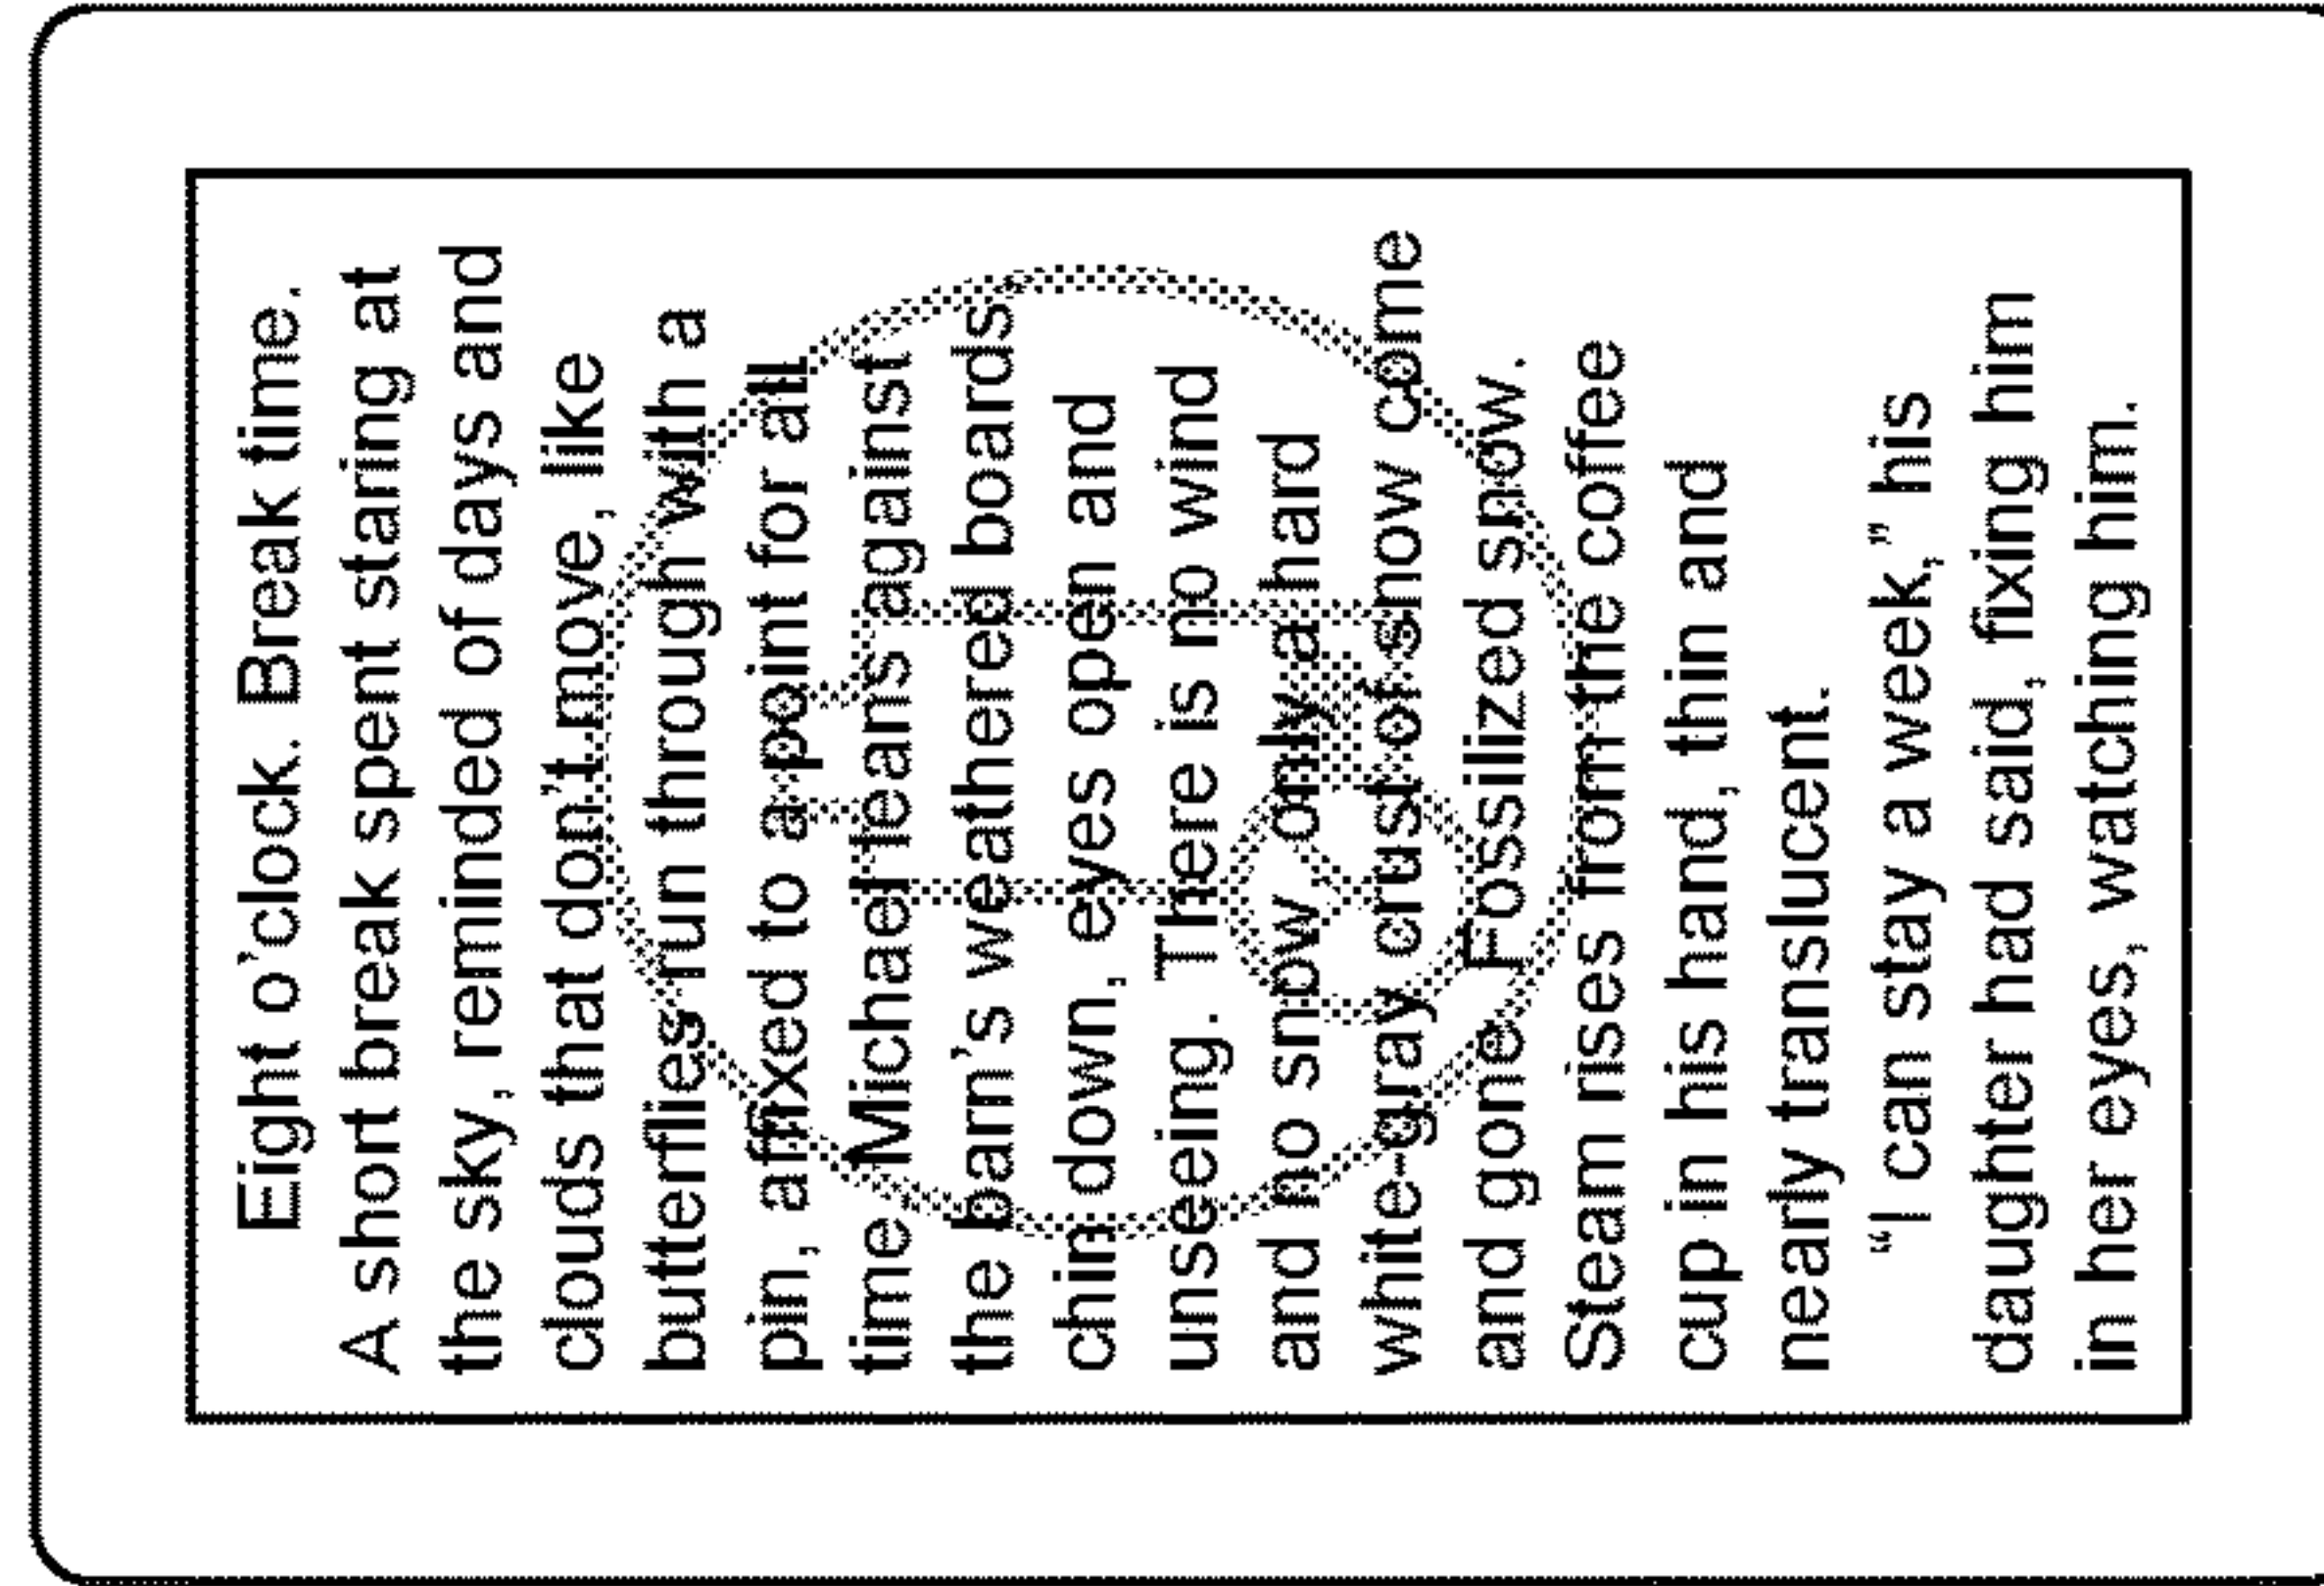 Eight o'clock. Break time.
A short break spent staring at
the sky, reminded of days and
clouds that don't move, like
butterflies run through with a
pin, affixed to a point for all
time. Michael leans against
the barn's weathered boards,
chin down, eyes open and
unseeing. There is no wind
and no snow only a hard
white-gray crust of snow come
and gone. Fossilized snow.
Steam rises from the coffee
cup in his hand, thin and
nearly translucent.
“I can stay a week,” his
daughter had said, fixing him
in her eyes, watching him.